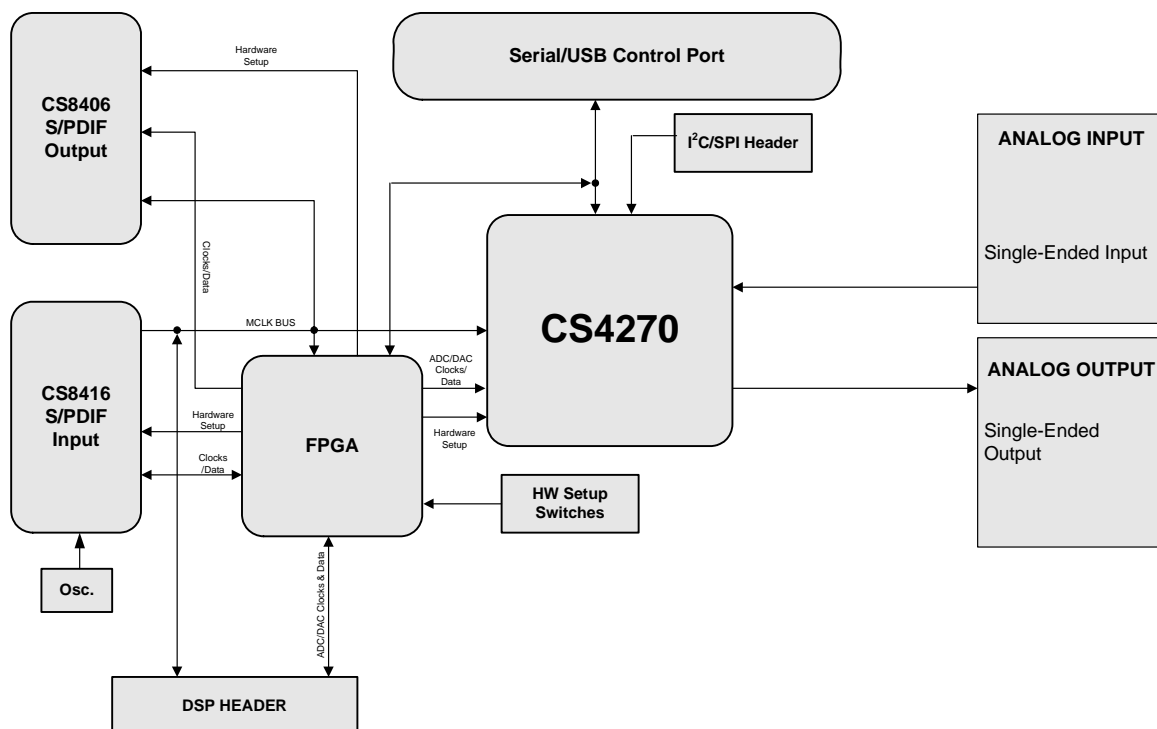 Hardware
Setup
Serial/USB Control Port
CS8406
S/PDIF
Output
I²C/SPI Header
ANALOG INPUT
Single-Ended Input
Clocks/Data
MCLK BUS
CS4270
CS8416
S/PDIF
Input
ADC/DAC
Clocks/
Data
ANALOG OUTPUT
Single-Ended
Output
Hardware
Setup
FPGA
Hardware
Setup
Clocks
/Data
HW Setup
Switches
Osc.
ADC/DAC Clocks & Data
DSP HEADER